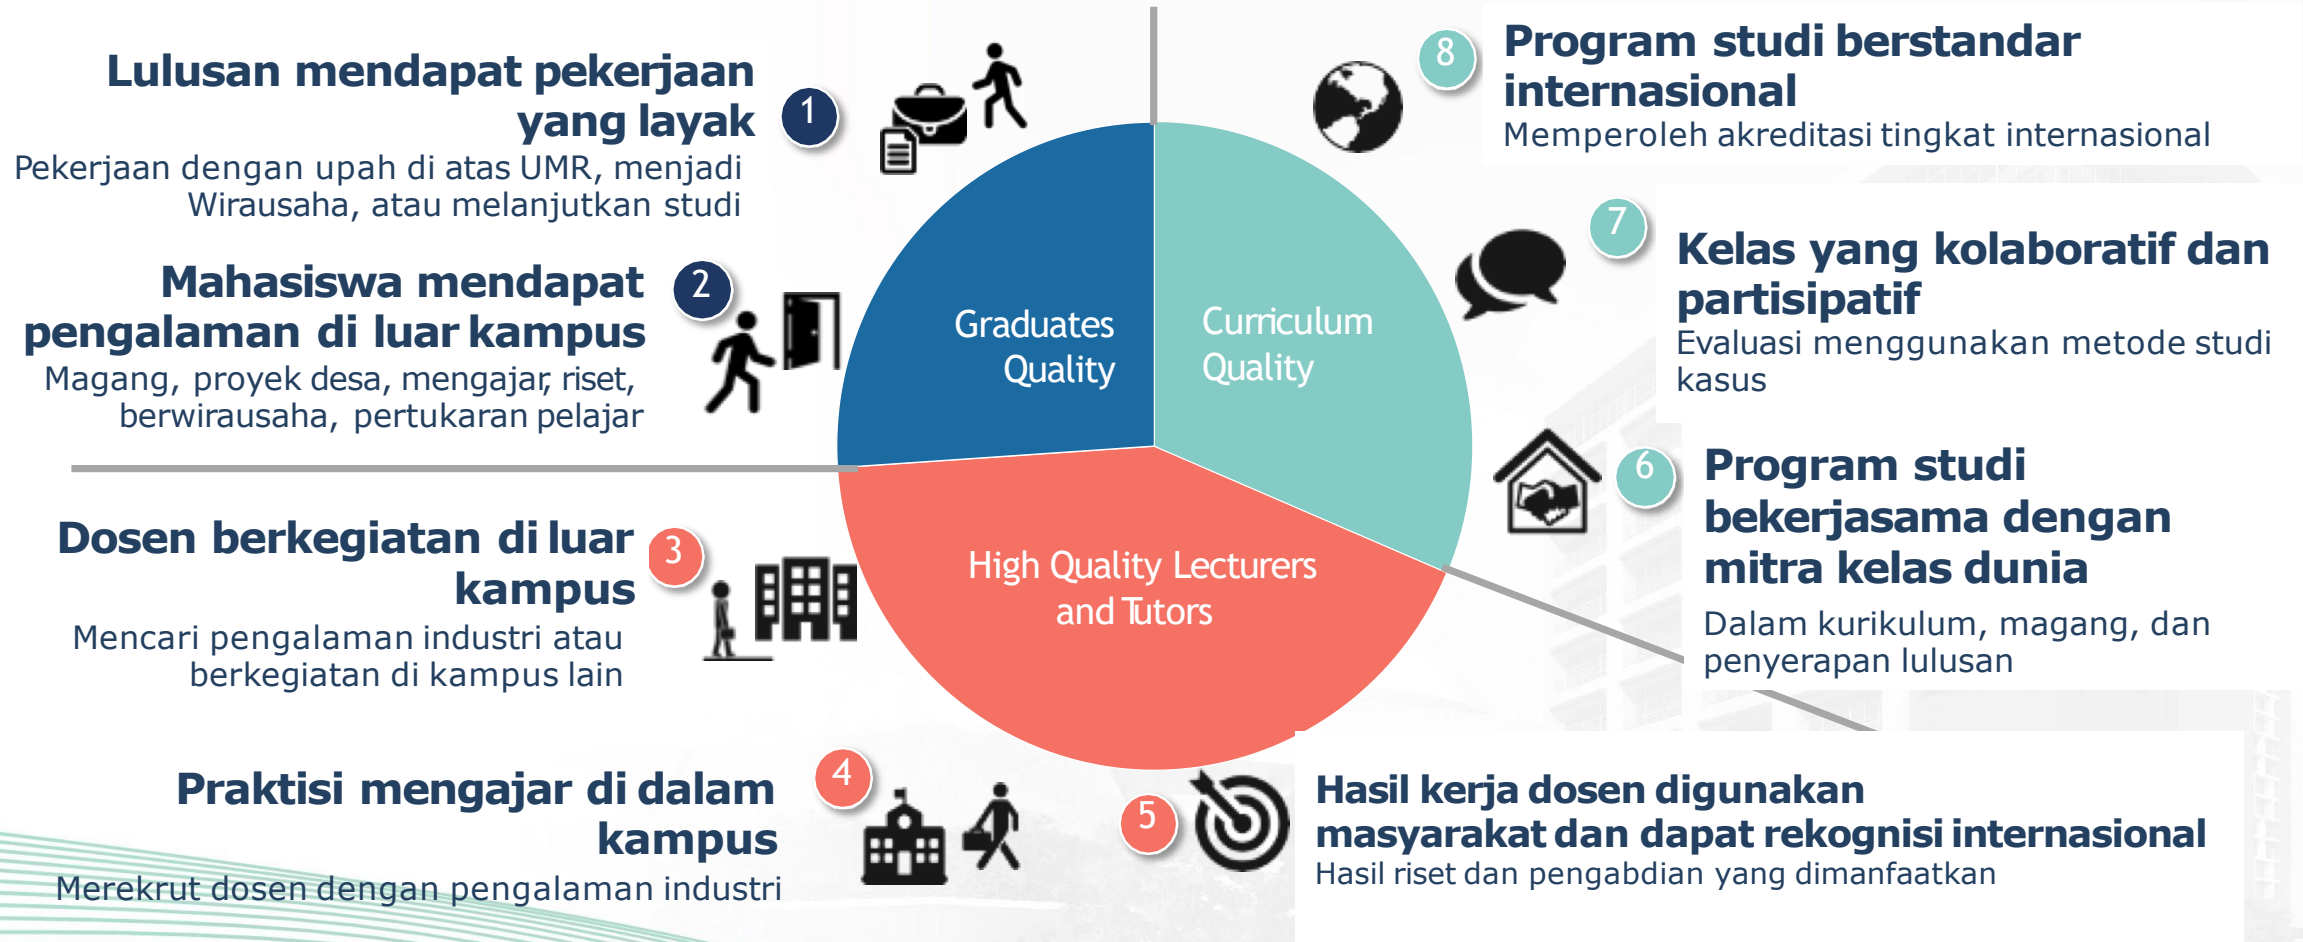 1
Lulusan mendapat pekerjaan
yang layak
Pekerjaan dengan upah di atas UMR, menjadi
Wirausaha, atau melanjutkan studi
2
Mahasiswa mendapat
pengalaman di luar kampus
Magang, proyek desa, mengajar, riset,
berwirausaha, pertukaran pelajar
3
Dosen berkegiatan di luar
kampus
Mencari pengalaman industri atau
berkegiatan di kampus lain
4
Praktisi mengajar di dalam
kampus
Merekrut dosen dengan pengalaman industri
Graduates
Quality
Curriculum
Quality
High Quality Lecturers
and Tutors
8
Program studi berstandar
internasional
Memperoleh akreditasi tingkat internasional
7
Kelas yang kolaboratif dan
partisipatif
Evaluasi menggunakan metode studi
kasus
6
Program studi
bekerjasama dengan
mitra kelas dunia
Dalam kurikulum, magang, dan
penyerapan lulusan
5
Hasil kerja dosen digunakan
masyarakat dan dapat rekognisi internasional
Hasil riset dan pengabdian yang dimanfaatkan